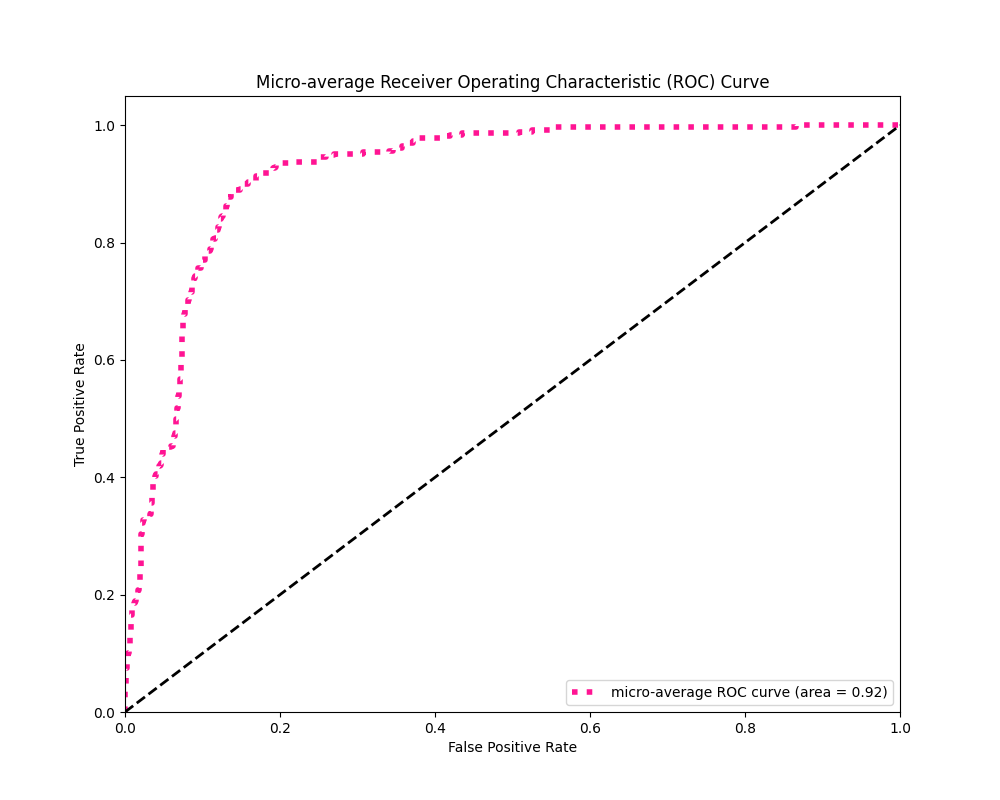 Micro-average Receiver Operating Characteristic (ROC) Curve
1.0
0.8
0.6
0.4
0.2
0.0
True Positive Rate
micro-average ROC curve (area = 0.92)
0.0 0.2 0.4 0.6 0.8 1.0
False Positive Rate